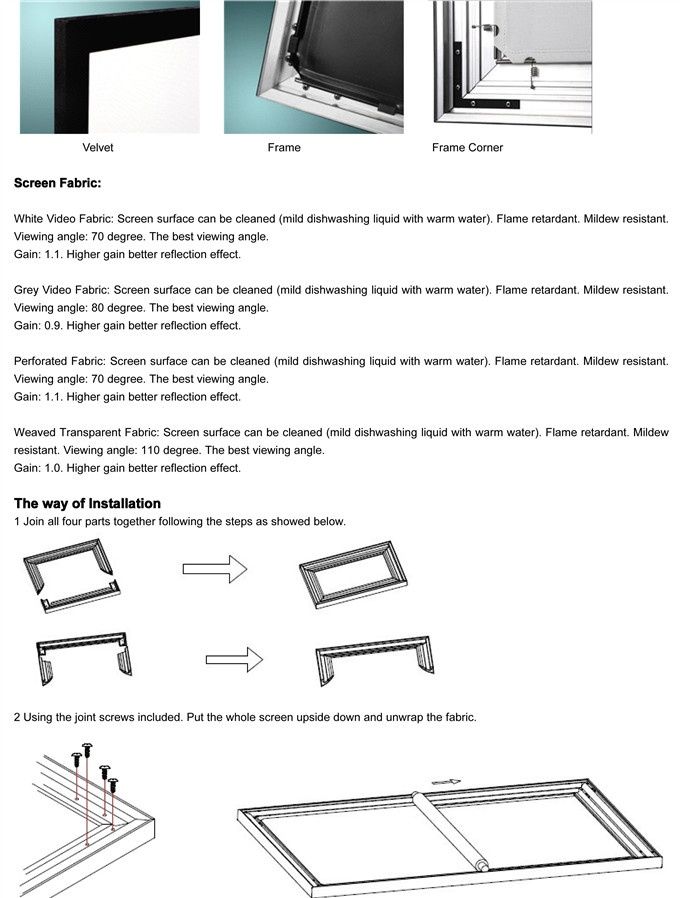 Velvet
Frame
Frame Corner
Screen Fabric:
White Video Fabric: Screen surface can be cleaned (mild dishwashing liquid with warm water). Flame retardant. Mildew resistant.
Viewing angle: 70 degree. The best viewing angle.
Gain: 1.1. Higher gain better reflection effect.
Grey Video Fabric: Screen surface can be cleaned (mild dishwashing liquid with warm water). Flame retardant. Mildew resistant.
Viewing angle: 80 degree. The best viewing angle.
Gain: 0.9. Higher gain better reflection effect.
Perforated Fabric: Screen surface can be cleaned (mild dishwashing liquid with warm water). Flame retardant. Mildew resistant.
Viewing angle: 70 degree. The best viewing angle.
Gain: 1.1. Higher gain better reflection effect.
Weaved Transparent Fabric: Screen surface can be cleaned (mild dishwashing liquid with warm water). Flame retardant. Mildew
resistant. Viewing angle: 110 degree. The best viewing angle.
Gain: 1.0. Higher gain better reflection effect.
The way of Installation
1 Join all four parts together following the steps as showed below.
2 Using the joint screws included. Put the whole screen upside down and unwrap the fabric.